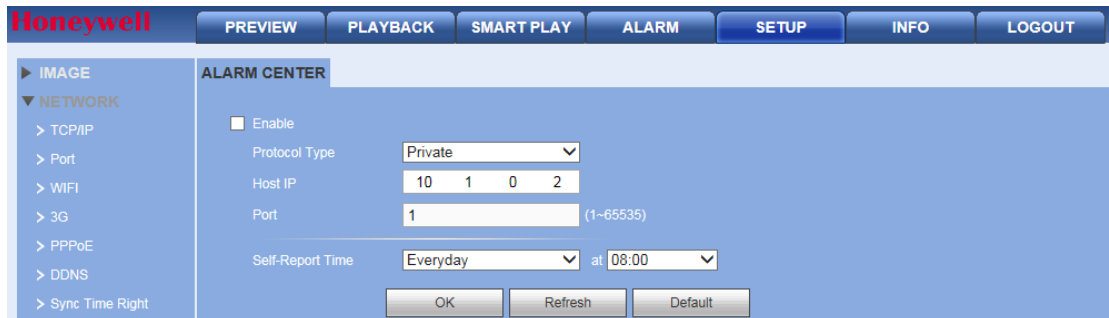 Honeywell
PREVIEW PLAYBACK SMART PLAY ALARM SETUP INFO LOGOUT
IMAGE
NETWORK
> TCP/IP
> Port
> WIFI
> 3G
> PPPoE
> DDNS
> Sync Time Right
ALARM CENTER
Enable
Protocol Type Private
Host IP 10 1 0 2
Port 1 (1~65535)
Self-Report Time Everyday at 08:00
OK Refresh Default